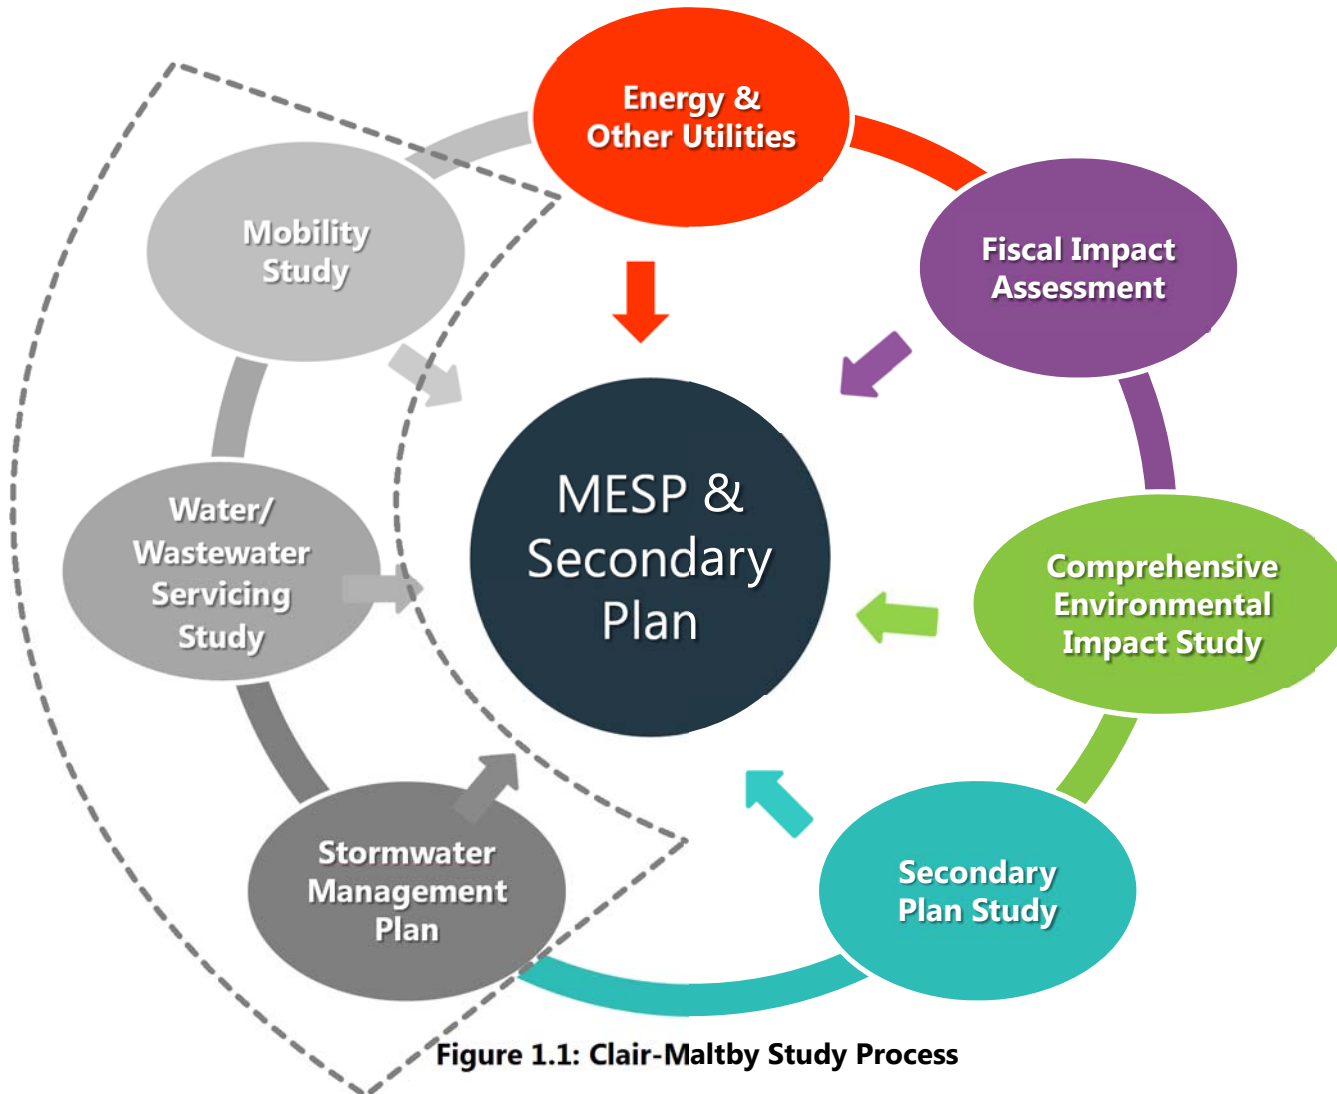 Energy &
Other Utilities
Mobility
Study
Fiscal Impact
Assessment
MESP &
Secondary
Plan
Water/
Wastewater
Servicing
Study
Comprehensive
Environmental
Impact Study
Stormwater
Management
Plan
Secondary
Plan Study
Figure 1.1: Clair-Maltby Study Process